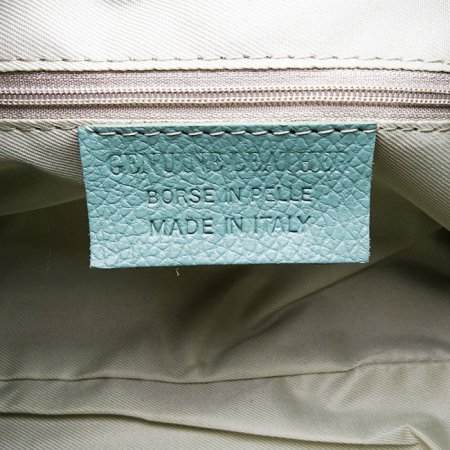 GENUINE LEATHER
BORSE IN PELLE
MADE IN ITALY